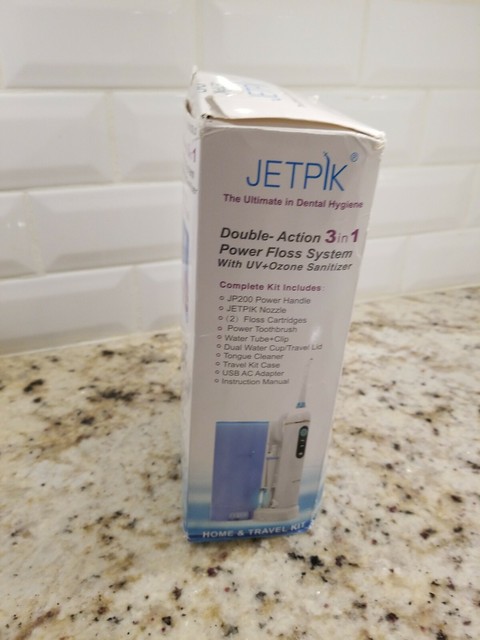 JETPIK®
The Ultimate in Dental Hygiene
Double- Action 3 in 1
Power Floss System
With UV+Ozone Sanitizer
Complete Kit Includes:
JP200 Power Handle
JETPIK Nozzle
(2) Floss Cartridges
Power Toothbrush
Water Tube+Clip
Dual Water Cup/Travel Lid
Tongue Cleaner
Travel Kit Case
USB AC Adapter
Instruction Manual
HOME & TRAVEL KIT